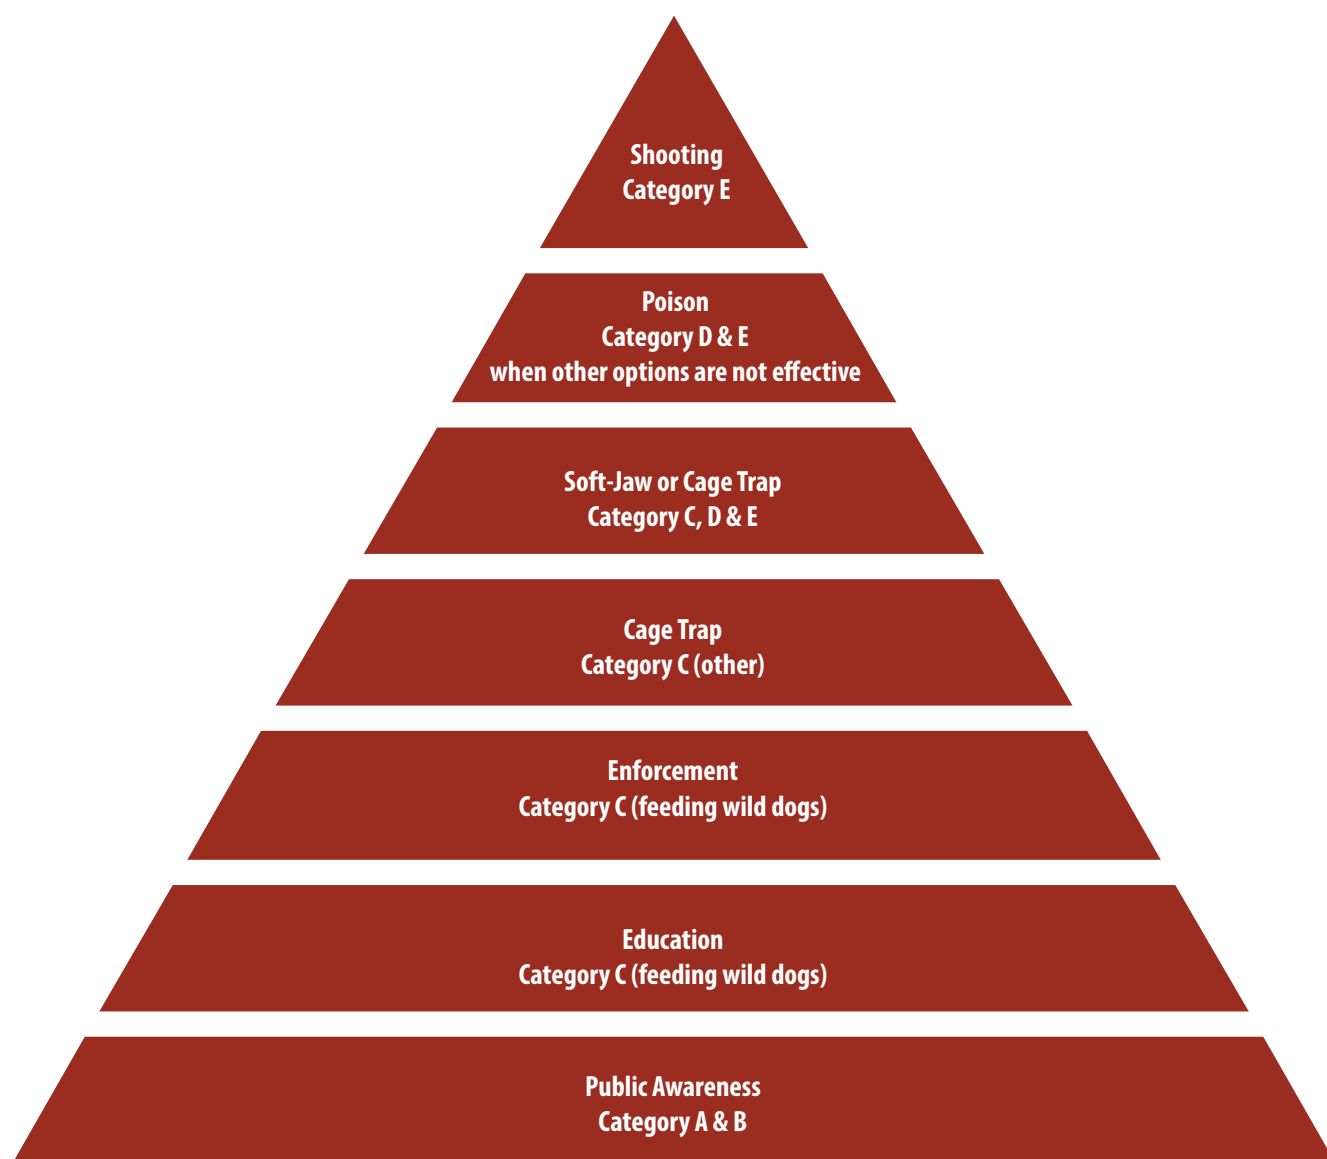 Shooting
Category E
Poison
Category D & E
when other options are not effective
Soft-Jaw or Cage Trap
Category C, D & E
Cage Trap
Category C (other)
Enforcement
Category C (feeding wild dogs)
Education
Category C (feeding wild dogs)
Public Awareness
Category A & B